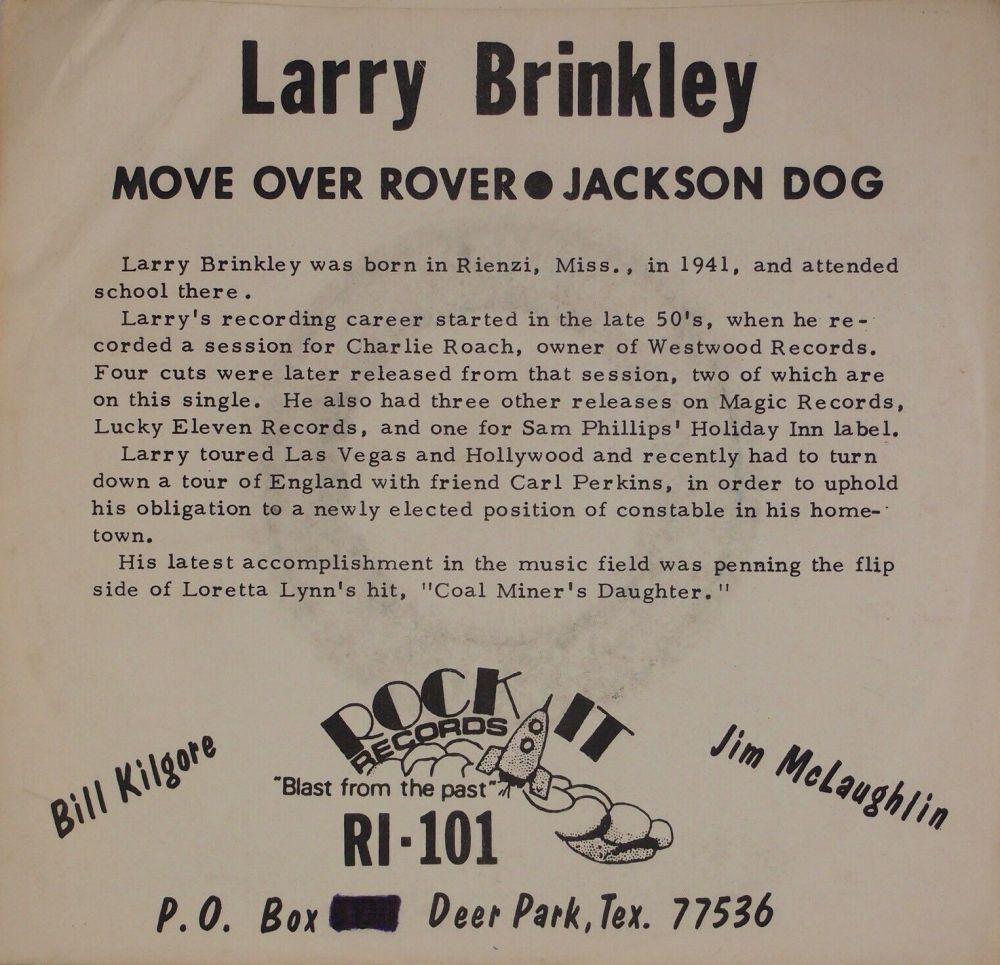 Larry Brinkley
MOVE OVER ROVER ● JACKSON DOG
Larry Brinkley was born in Rienzi, Miss., in 1941, and attended
school there.
Larry's recording career started in the late 50's, when he re-
corded a session for Charlie Roach, owner of Westwood Records.
Four cuts were later released from that session, two of which are
on this single. He also had three other releases on Magic Records,
Lucky Eleven Records, and one for Sam Phillips' Holiday Inn label.
Larry toured Las Vegas and Hollywood and recently had to turn
down a tour of England with friend Carl Perkins, in order to uphold
his obligation to a newly elected position of constable in his home-
town.
His latest accomplishment in the music field was penning the flip
side of Loretta Lynn's hit, "Coal Miner's Daughter."
ROCK IT
RECORDS
"Blast from the past"
RI-101
Bill Kilgore
Jim McLaughlin
P.O. Box Deer Park, Tex. 77536